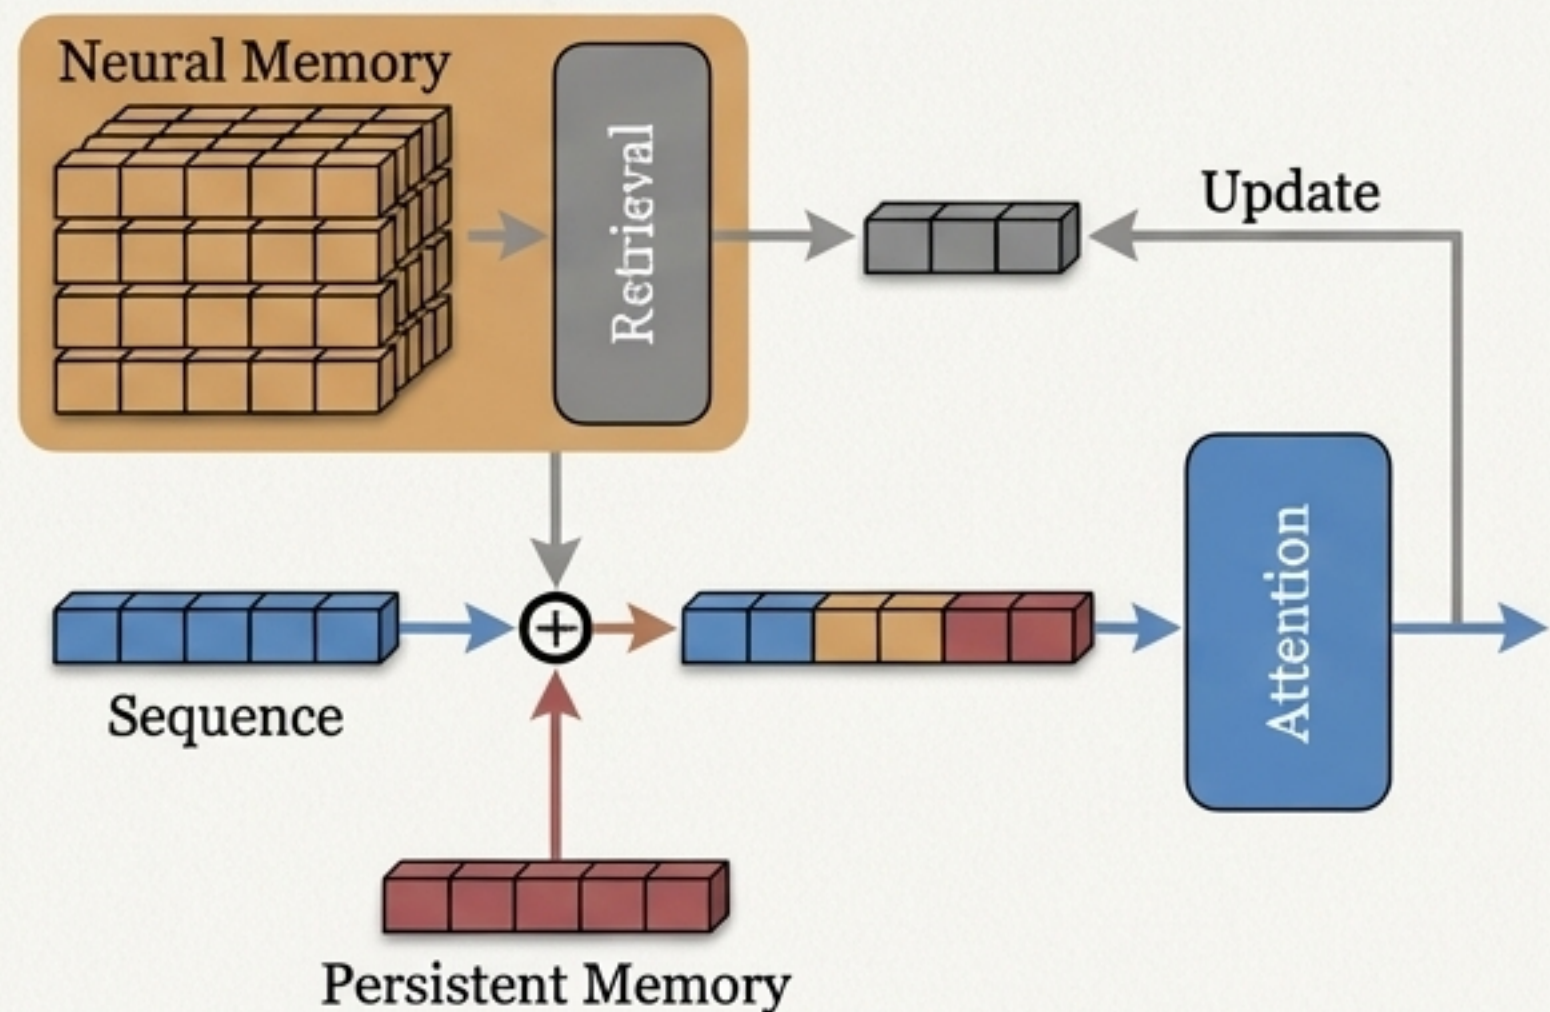 Neural Memory
Retrieval
Update
Sequence
Attention
Persistent Memory